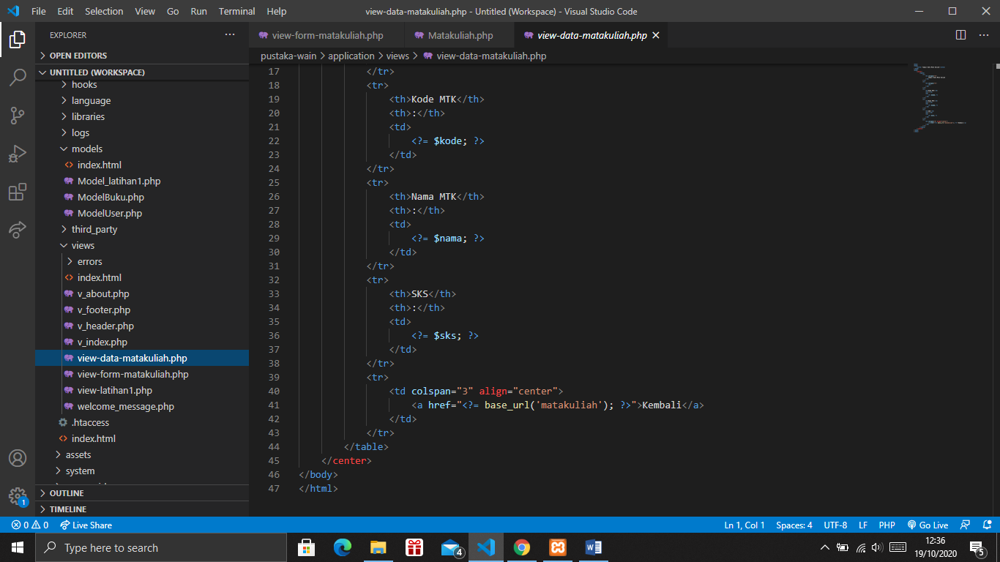 File Edit Selection View Go Run Terminal Help view-data-matakuliah.php - Untitled (Workspace) - Visual Studio Code
EXPLORER
view-form-matakuliah.php Matakuliah.php view-data-matakuliah.php
OPEN EDITORS
pustaka-wain > application > views > view-data-matakuliah.php
UNTITLED (WORKSPACE)
hooks
language
libraries
logs
models
index.html
Model_latihan1.php
ModelBuku.php
ModelUser.php
third_party
views
errors
index.html
v_about.php
v_footer.php
v_header.php
v_index.php
view-data-matakuliah.php
view-form-matakuliah.php
view-latihan1.php
welcome_message.php
.htaccess
index.html
assets
system
OUTLINE
TIMELINE
17 </tr>
18 <tr>
19 <th>Kode MTK</th>
20 <th>:</th>
21 <td>
22 <?= $kode; ?>
23 </td>
24 </tr>
25 <tr>
26 <th>Nama MTK</th>
27 <th>:</th>
28 <td>
29 <?= $nama; ?>
30 </td>
31 </tr>
32 <tr>
33 <th>SKS</th>
34 <th>:</th>
35 <td>
36 <?= $sks; ?>
37 </td>
38 </tr>
39 <tr>
40 <td colspan="3" align="center">
41 <a href="<?= base_url('matakuliah'); ?>">Kembali</a>
42 </td>
43 </tr>
44 </table>
45 </center>
46 </body>
47 </html>
1
0 0 Live Share Ln 1, Col 1 Spaces: 4 UTF-8 LF PHP Go Live
Type here to search
4
12:36
19/10/2020
5